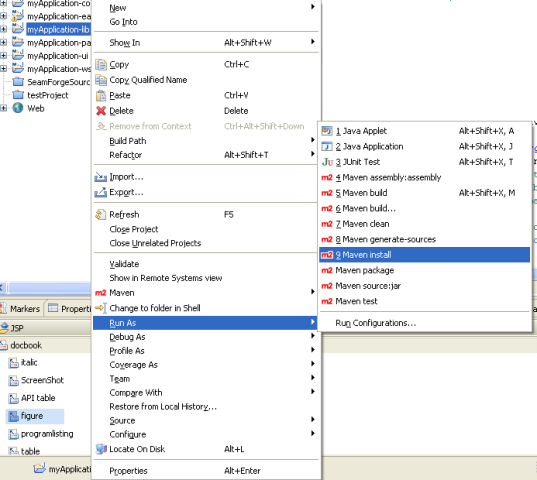 myApplication-co
myApplication-ea
myApplication-lib
myApplication-pa
myApplication-ui
myApplication-ws
SeamForgeSourc
testProject
Web
New
Go Into
Show In Alt+Shift+W
Copy Ctrl+C
Copy Qualified Name
Paste Ctrl+V
Delete Delete
Remove from Context Ctrl+Alt+Shift+Down
Build Path
Refactor Alt+Shift+T
Import...
Export...
Refresh F5
Close Project
Close Unrelated Projects
Validate
Show in Remote Systems view
m2 Maven
Change to folder in Shell
Run As
Debug As
Profile As
Coverage As
Team
Compare With
Restore from Local History...
Source
Configure
Locate On Disk Alt+L
Properties Alt+Enter
1 Java Applet Alt+Shift+X, A
2 Java Application Alt+Shift+X, J
Ju 3 JUnit Test Alt+Shift+X, T
m2 4 Maven assembly:assembly
m2 5 Maven build Alt+Shift+X, M
m2 6 Maven build...
m2 7 Maven clean
m2 8 Maven generate-sources
m2 9 Maven install
m2 Maven package
m2 Maven source:jar
m2 Maven test
Run Configurations...
Markers Properti
JSP
docbook
italic
ScreenShot
API table
figure
programlisting
table
myApplicati